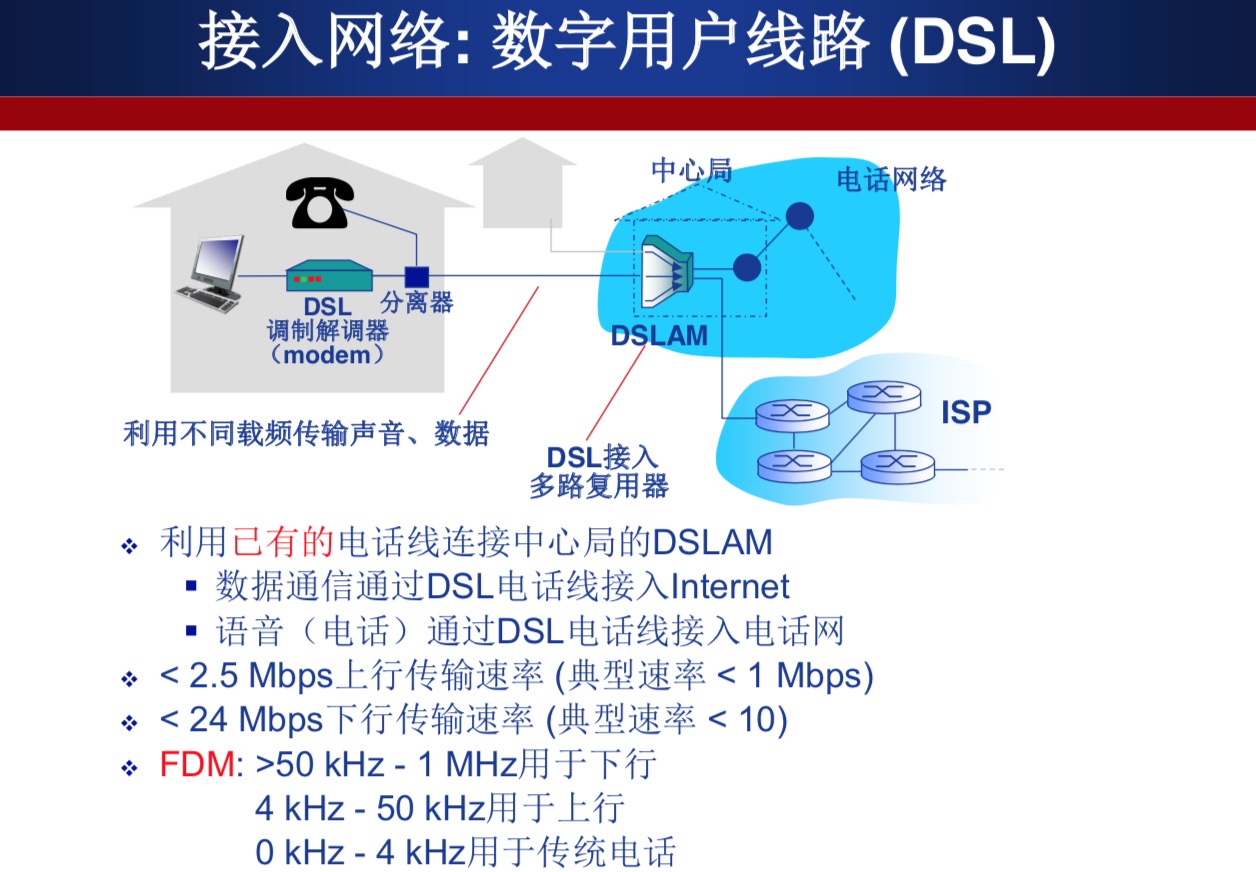 接入网络: 数字用户线路 (DSL)
中心局
电话网络
DSL
调制解调器
（modem）
分离器
DSLAM
ISP
利用不同载频传输声音、数据
DSL接入
多路复用器
❖ 利用已有的电话线连接中心局的DSLAM
▪ 数据通信通过DSL电话线接入Internet
▪ 语音（电话）通过DSL电话线接入电话网
❖ < 2.5 Mbps上行传输速率 (典型速率 < 1 Mbps)
❖ < 24 Mbps下行传输速率 (典型速率 < 10)
❖ FDM: >50 kHz - 1 MHz用于下行
4 kHz - 50 kHz用于上行
0 kHz - 4 kHz用于传统电话